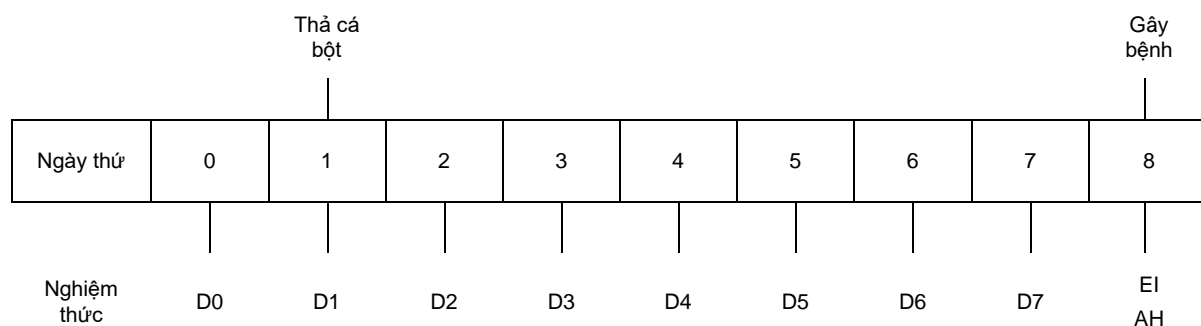 Thả cá
bột
Gây
bệnh
Ngày thứ 0 1 2 3 4 5 6 7 8
Nghiệm
thức
D0 D1 D2 D3 D4 D5 D6 D7
EI
AH